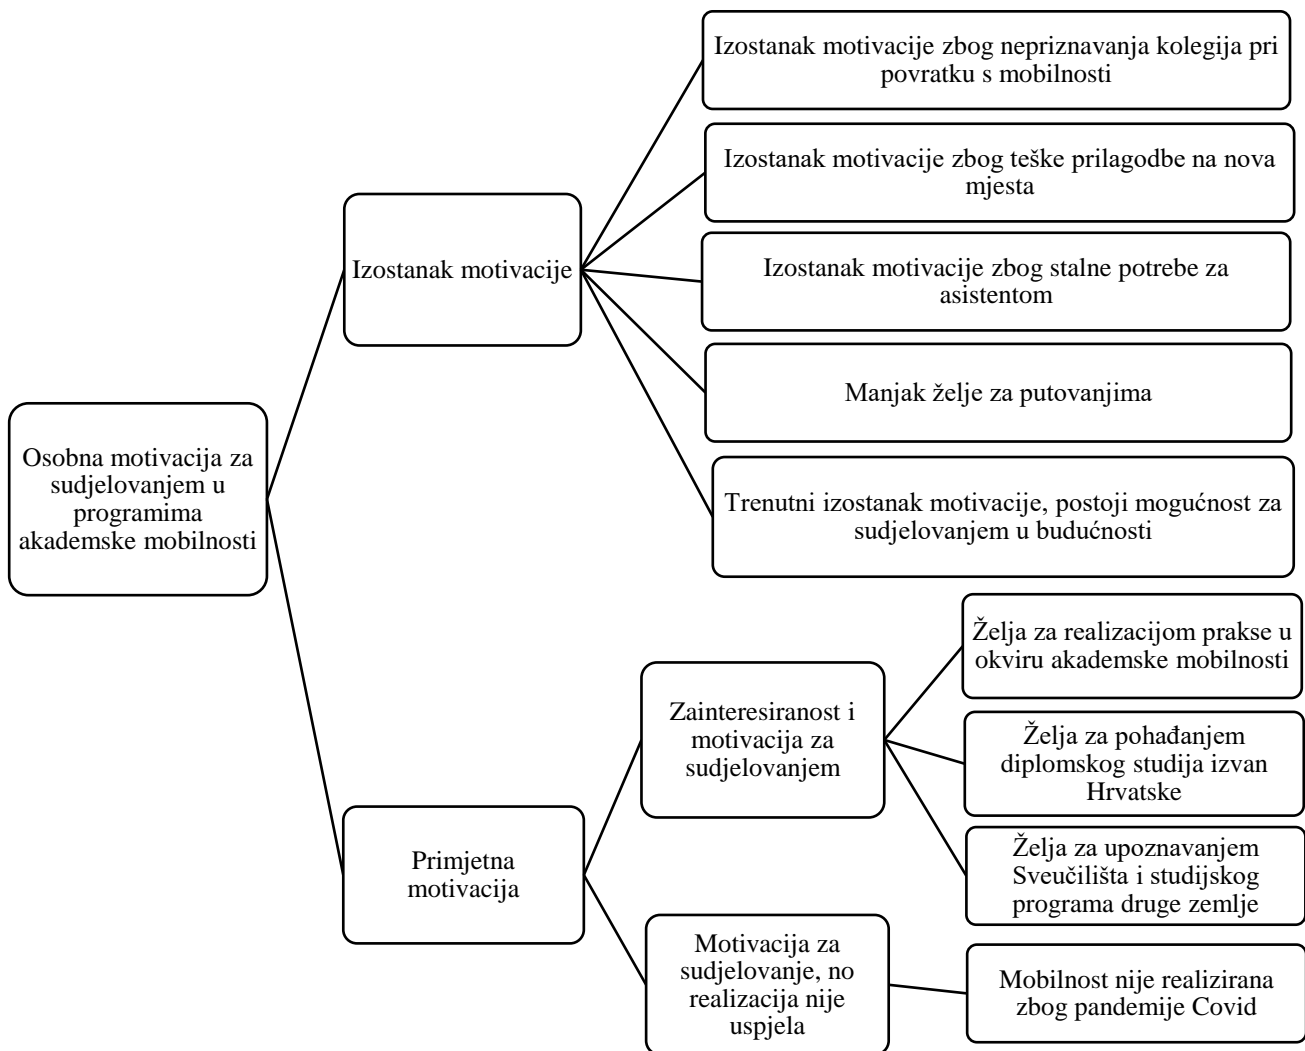 Osobna motivacija za
sudjelovanjem u
programima
akademske mobilnosti
Izostanak motivacije
Izostanak motivacije zbog nepriznavanja kolegija pri
povratku s mobilnosti
Izostanak motivacije zbog teške prilagodbe na nova
mjesta
Izostanak motivacije zbog stalne potrebe za
asistentom
Manjak želje za putovanjima
Trenutni izostanak motivacije, postoji mogućnost za
sudjelovanjem u budućnosti
Primjetna
motivacija
Zainteresiranost i
motivacija za
sudjelovanjem
Želja za realizacijom prakse u
okviru akademske mobilnosti
Želja za pohađanjem
diplomskog studija izvan
Hrvatske
Želja za upoznavanjem
Sveučilišta i studijskog
programa druge zemlje
Motivacija za
sudjelovanje, no
realizacija nije
uspjela
Mobilnost nije realizirana
zbog pandemije Covid